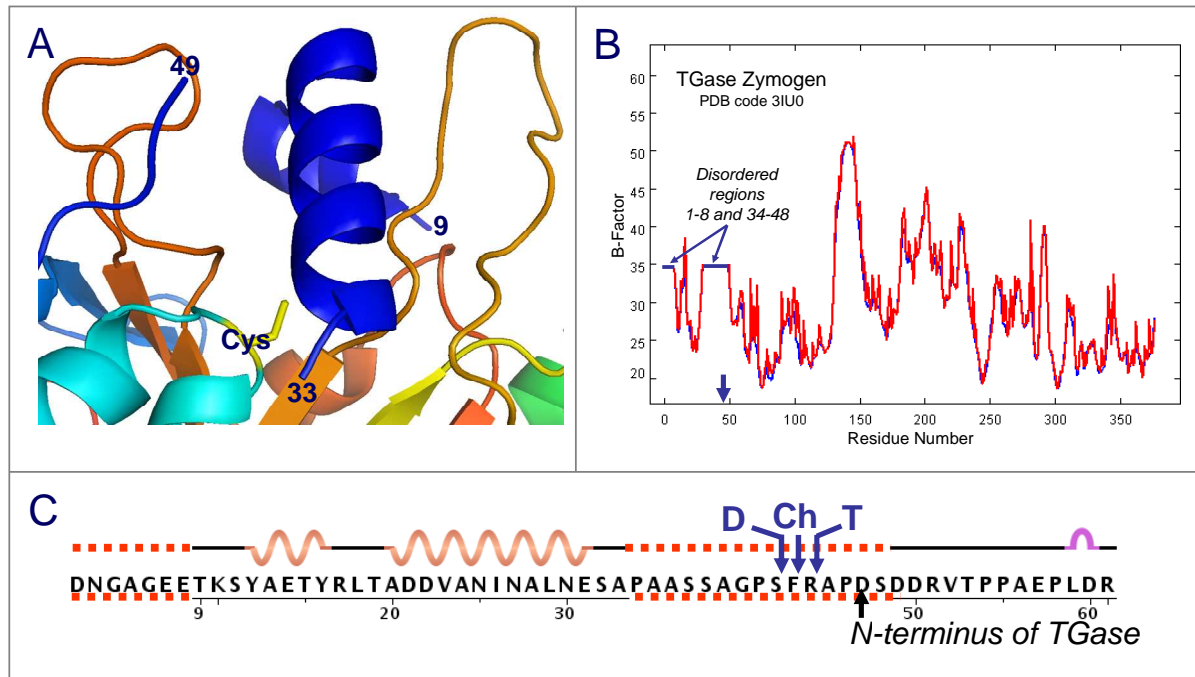 A
49
9
Cys
33
B
TGase Zymogen
PDB code 3IU0
Disordered
regions
1-8 and 34-48
B-Factor
60
55
50
45
40
35
30
25
20
0 50 100 150 200 250 300 350
Residue Number
C
D Ch T
DNGAGEETKSYAETYRLTADDVANINALNESAPAASSAGPSFRAPDSDDRVTPPAEPLDR
9 20 30 50 60
N-terminus of TGase